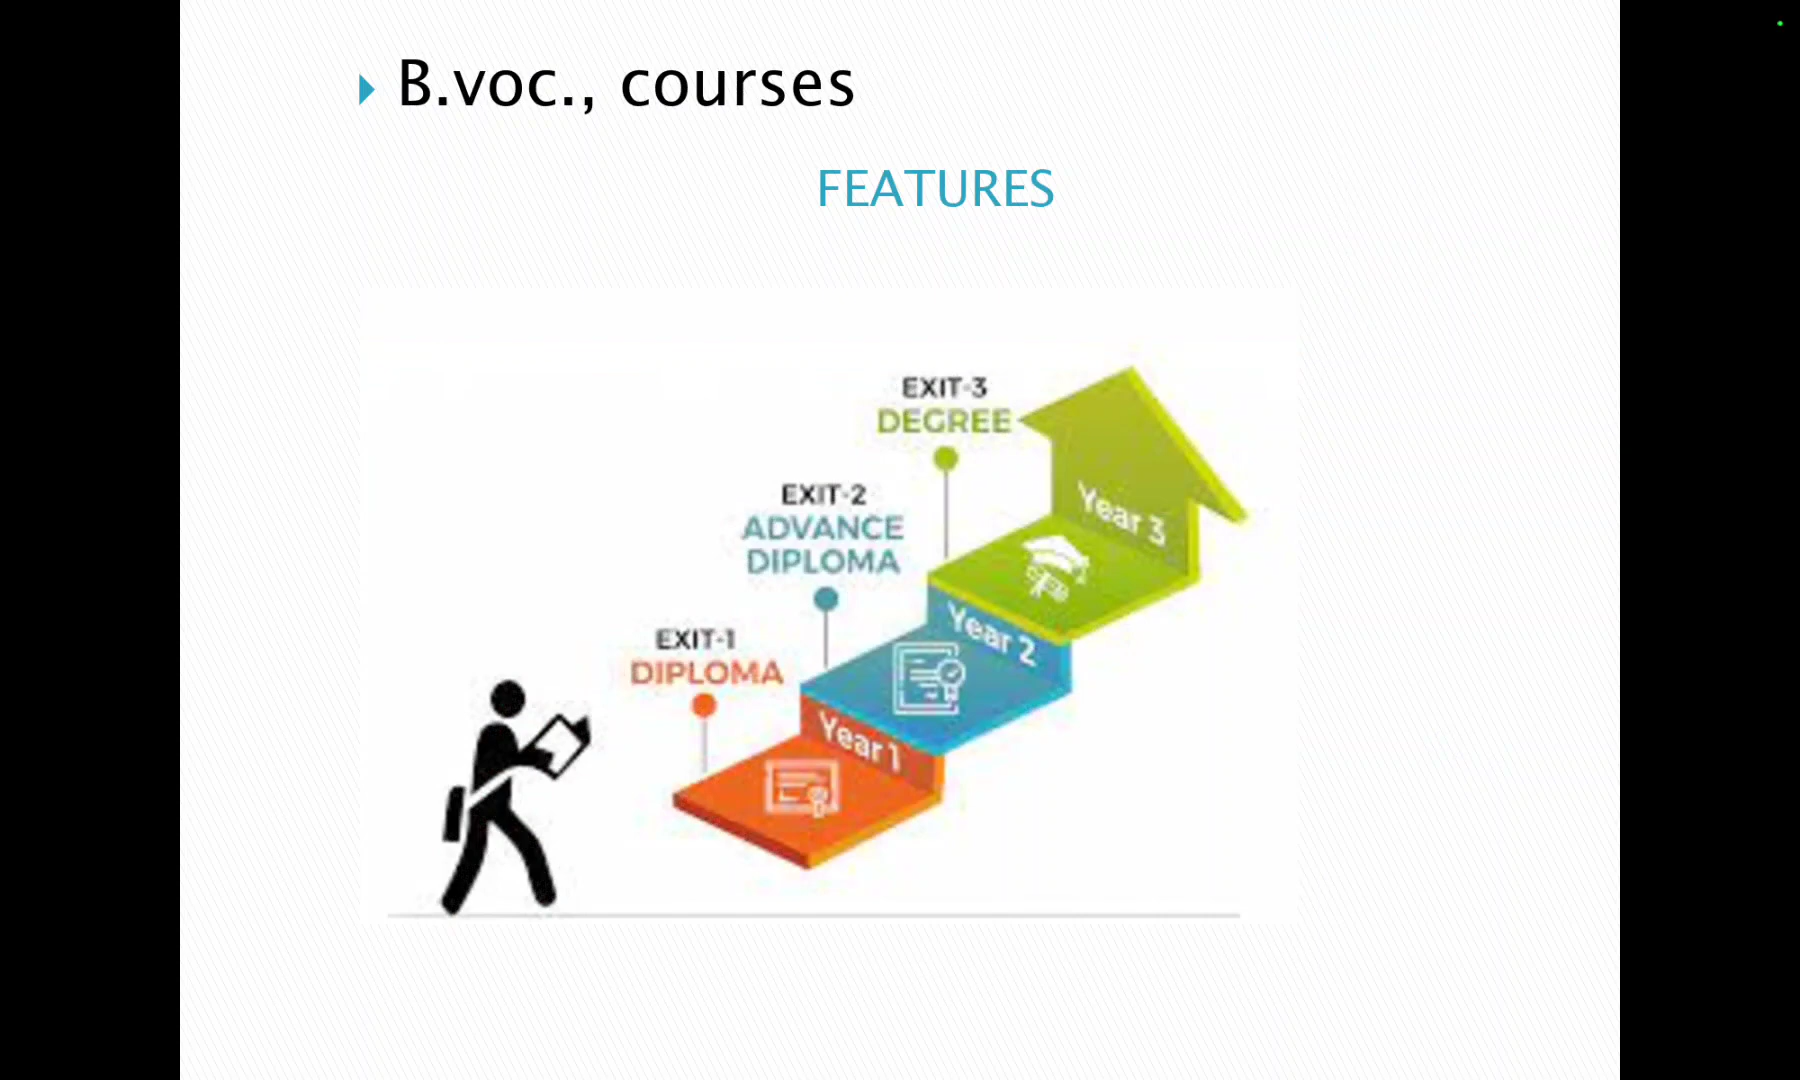 B.voc., courses
FEATURES
EXIT-3
DEGREE
Year 3
EXIT-2
ADVANCE
DIPLOMA
Year 2
EXIT-1
DIPLOMA
Year 1